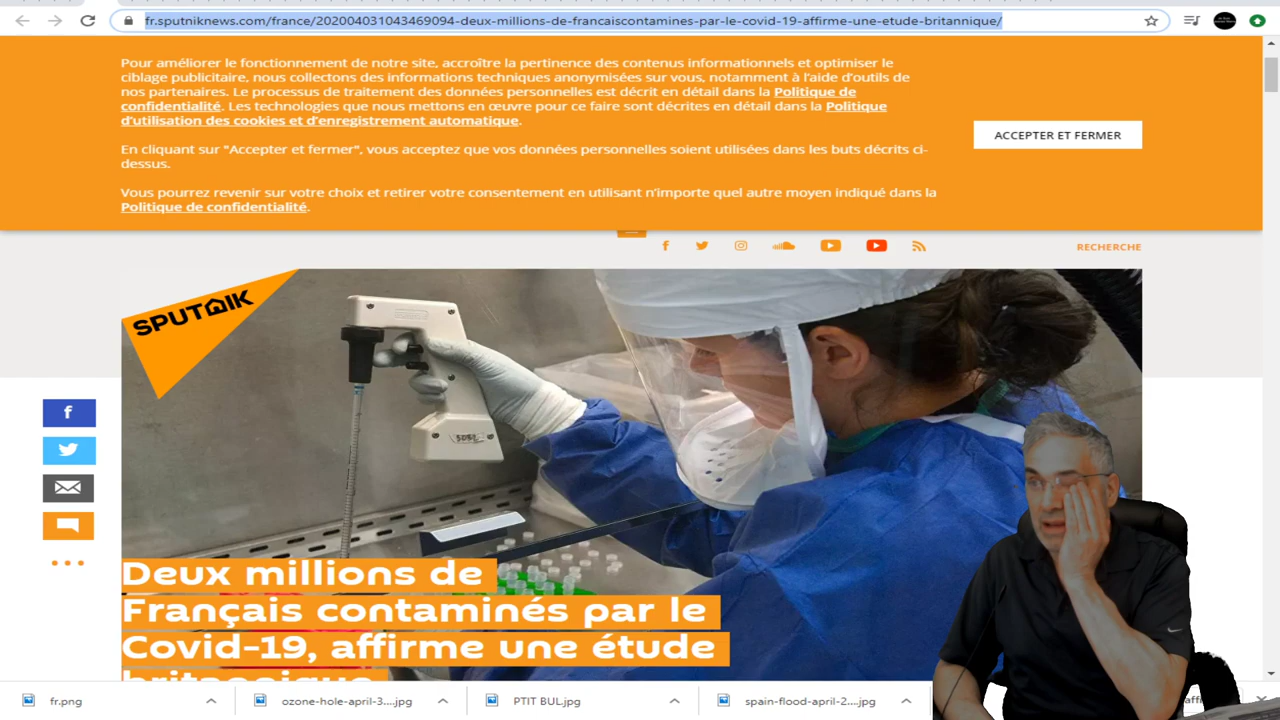 fr.sputniknews.com/france/202004031043469094-deux-millions-de-francaiscontamines-par-le-covid-19-affirme-une-etude-britannique/
Pour améliorer le fonctionnement de notre site, accroître la pertinence des contenus informationnels et optimiser le
ciblage publicitaire, nous collectons des informations techniques anonymisées sur vous, notamment à l'aide d'outils de
nos partenaires. Le processus de traitement des données personnelles est décrit en détail dans la Politique de
confidentialité. Les technologies que nous mettons en œuvre pour ce faire sont décrites en détail dans la Politique
d'utilisation des cookies et d'enregistrement automatique.
En cliquant sur "Accepter et fermer", vous acceptez que vos données personnelles soient utilisées dans les buts décrits ci-
dessus.
Vous pourrez revenir sur votre choix et retirer votre consentement en utilisant n'importe quel autre moyen indiqué dans la
Politique de confidentialité.
ACCEPTER ET FERMER
RECHERCHE
SPUTNIK
Deux millions de
Français contaminés par le
Covid-19, affirme une étude
britannique
fr.png
ozone-hole-april-3....jpg
PTIT BUL.jpg
spain-flood-april-2....jpg